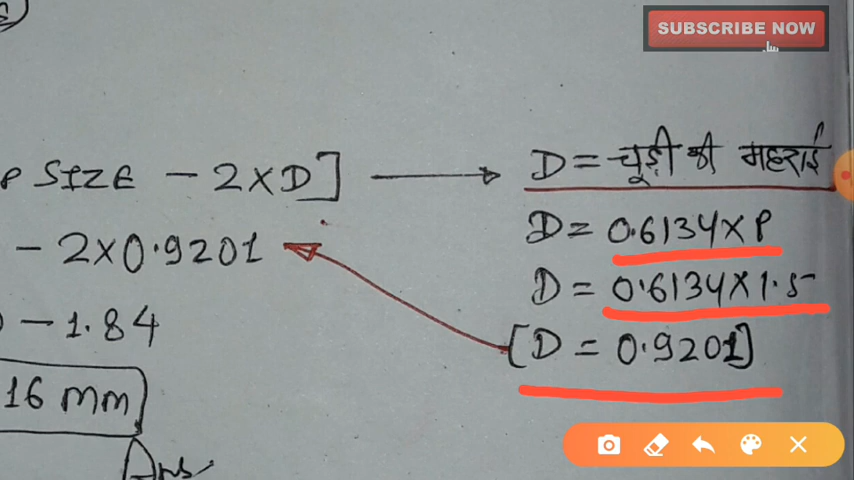 SUBSCRIBE NOW
P SIZE - 2×D] → D = चूड़ी की गहराई
D = 0.6134×P
- 2×0.9201
D = 0.6134×1.5
- 1.84
[D = 0.9201]
16 mm
Ans